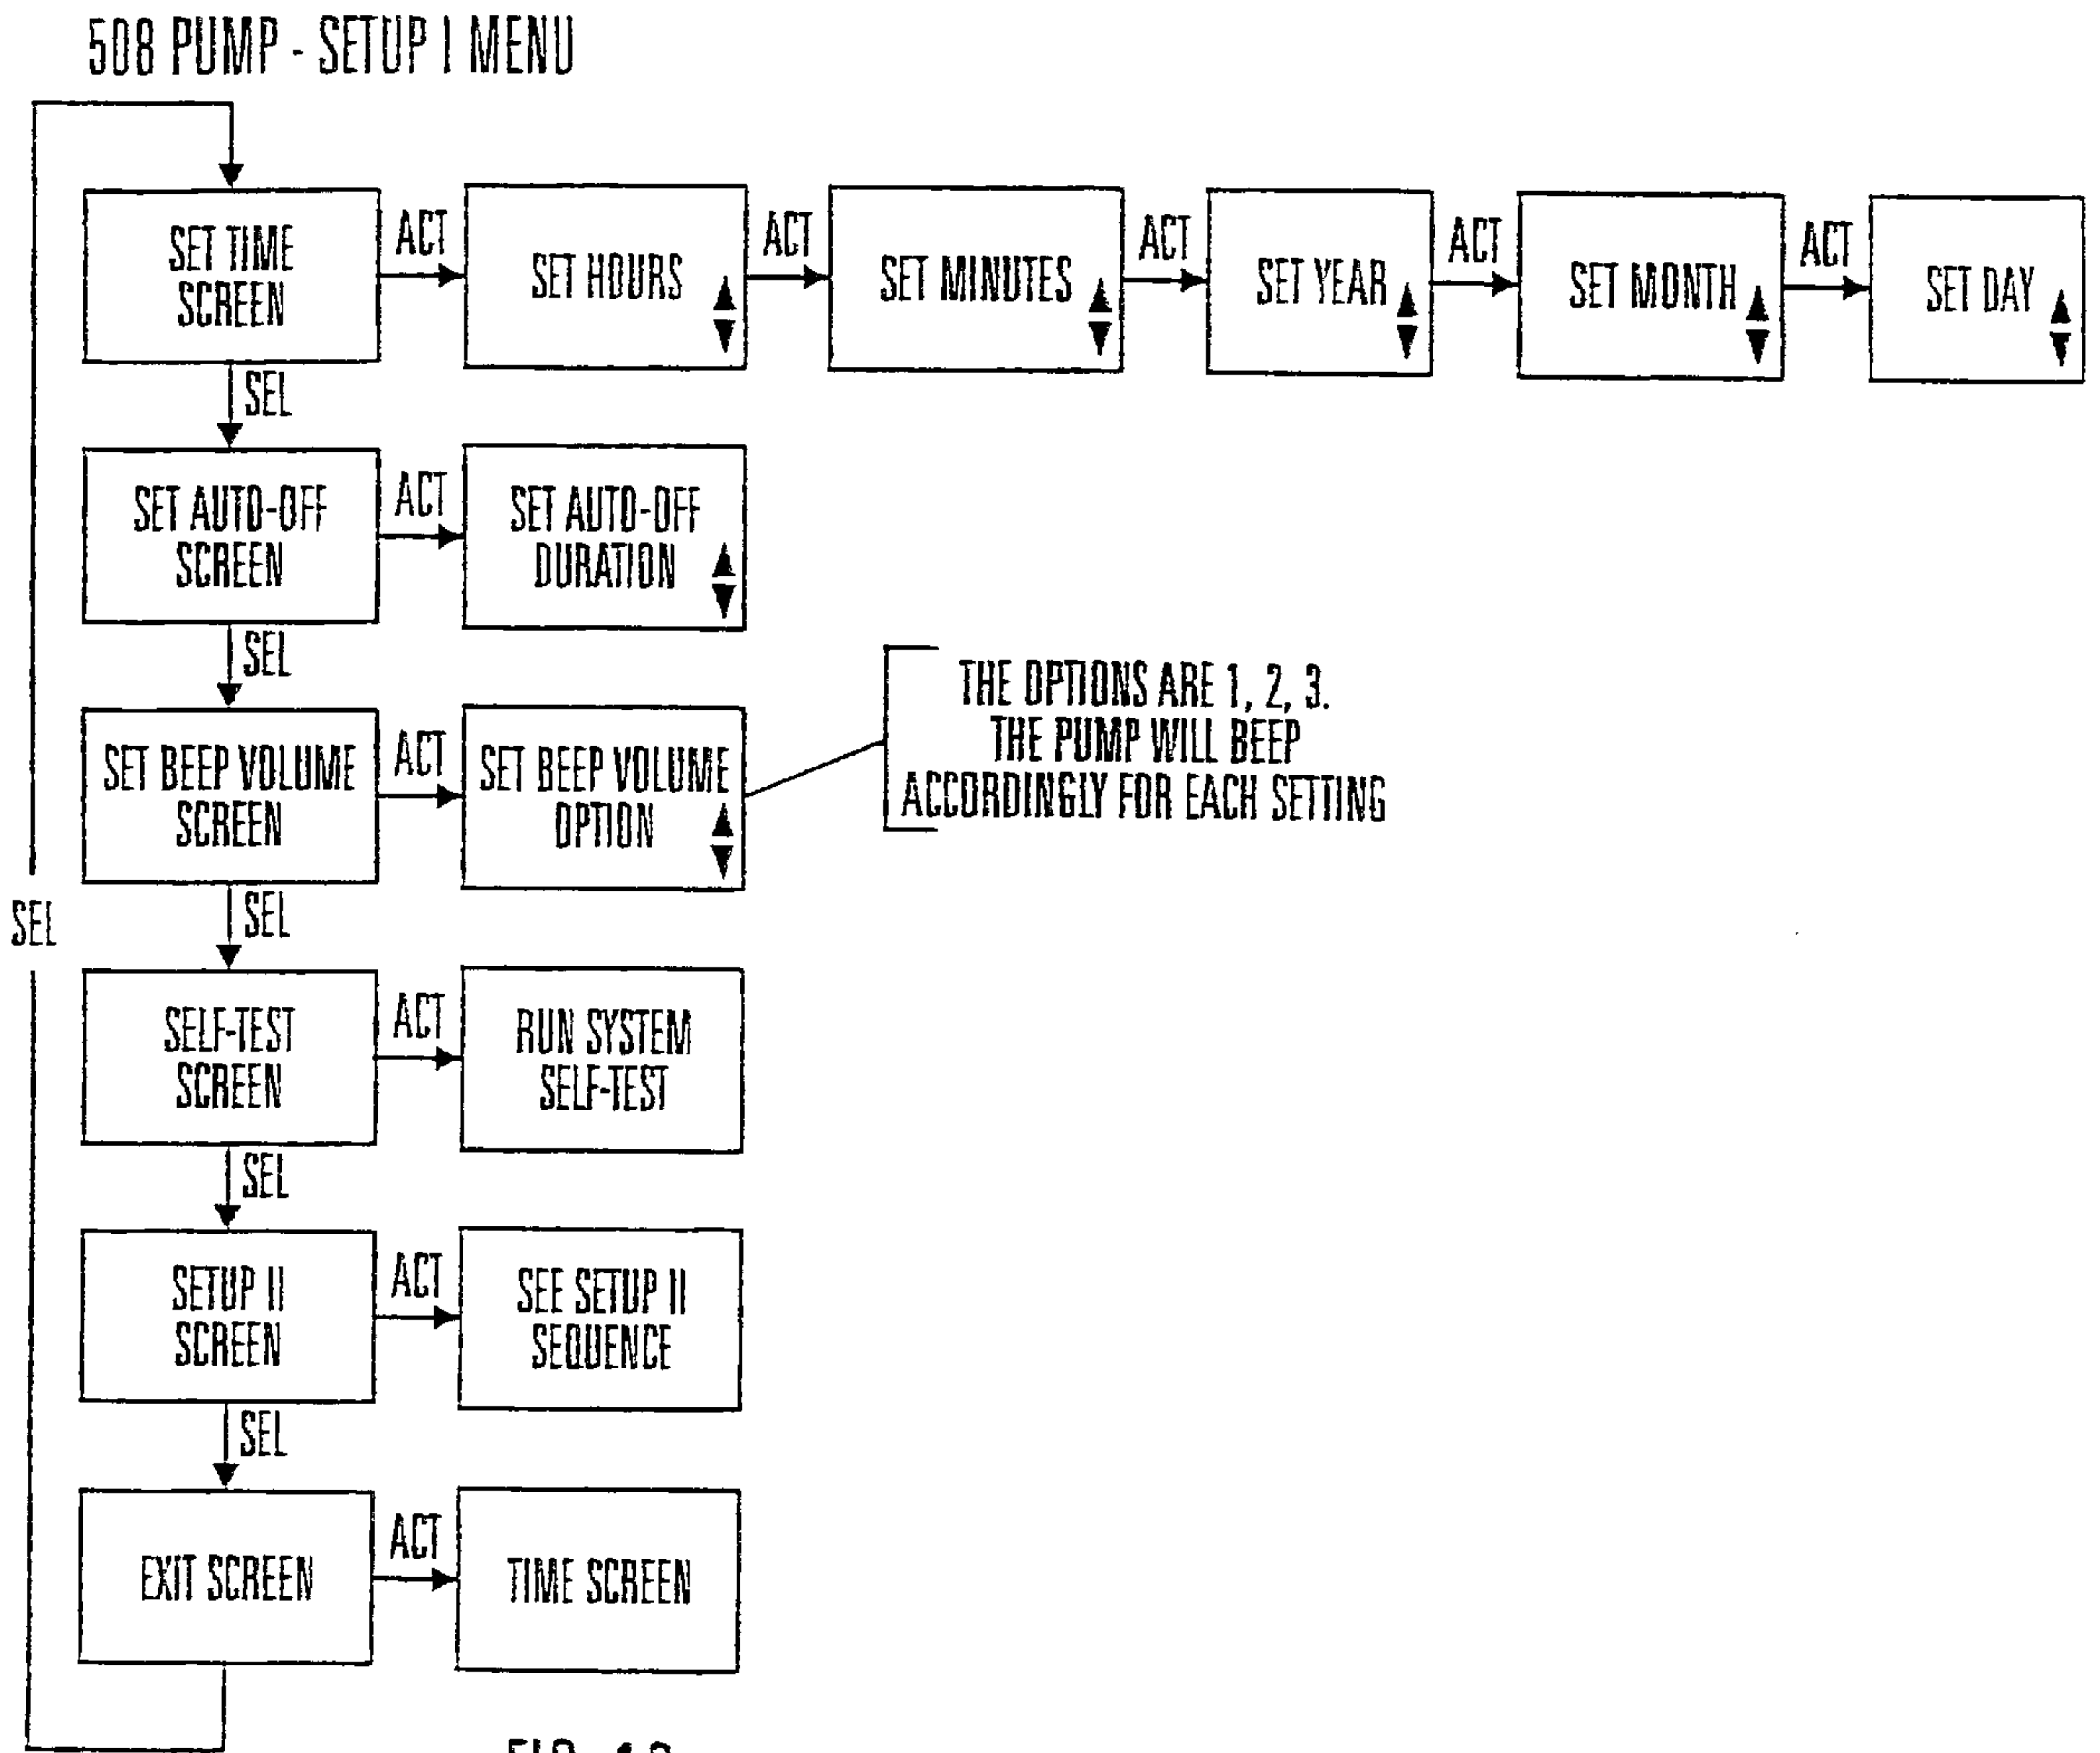 508 PUMP - SETUP I MENU
SET TIME
SCREEN
ACT
SET HOURS
ACT
SET MINUTES
ACT
SET YEAR
ACT
SET MONTH
ACT
SET DAY
SEL
SET AUTO-OFF
SCREEN
ACT
SET AUTO-OFF
DURATION
SEL
SET BEEP VOLUME
SCREEN
ACT
SET BEEP VOLUME
OPTION
THE OPTIONS ARE 1, 2, 3.
THE PUMP WILL BEEP
ACCORDINGLY FOR EACH SETTING
SEL
SEL
SELF-TEST
SCREEN
ACT
RUN SYSTEM
SELF-TEST
SEL
SETUP II
SCREEN
ACT
SEE SETUP II
SEQUENCE
SEL
EXIT SCREEN
ACT
TIME SCREEN